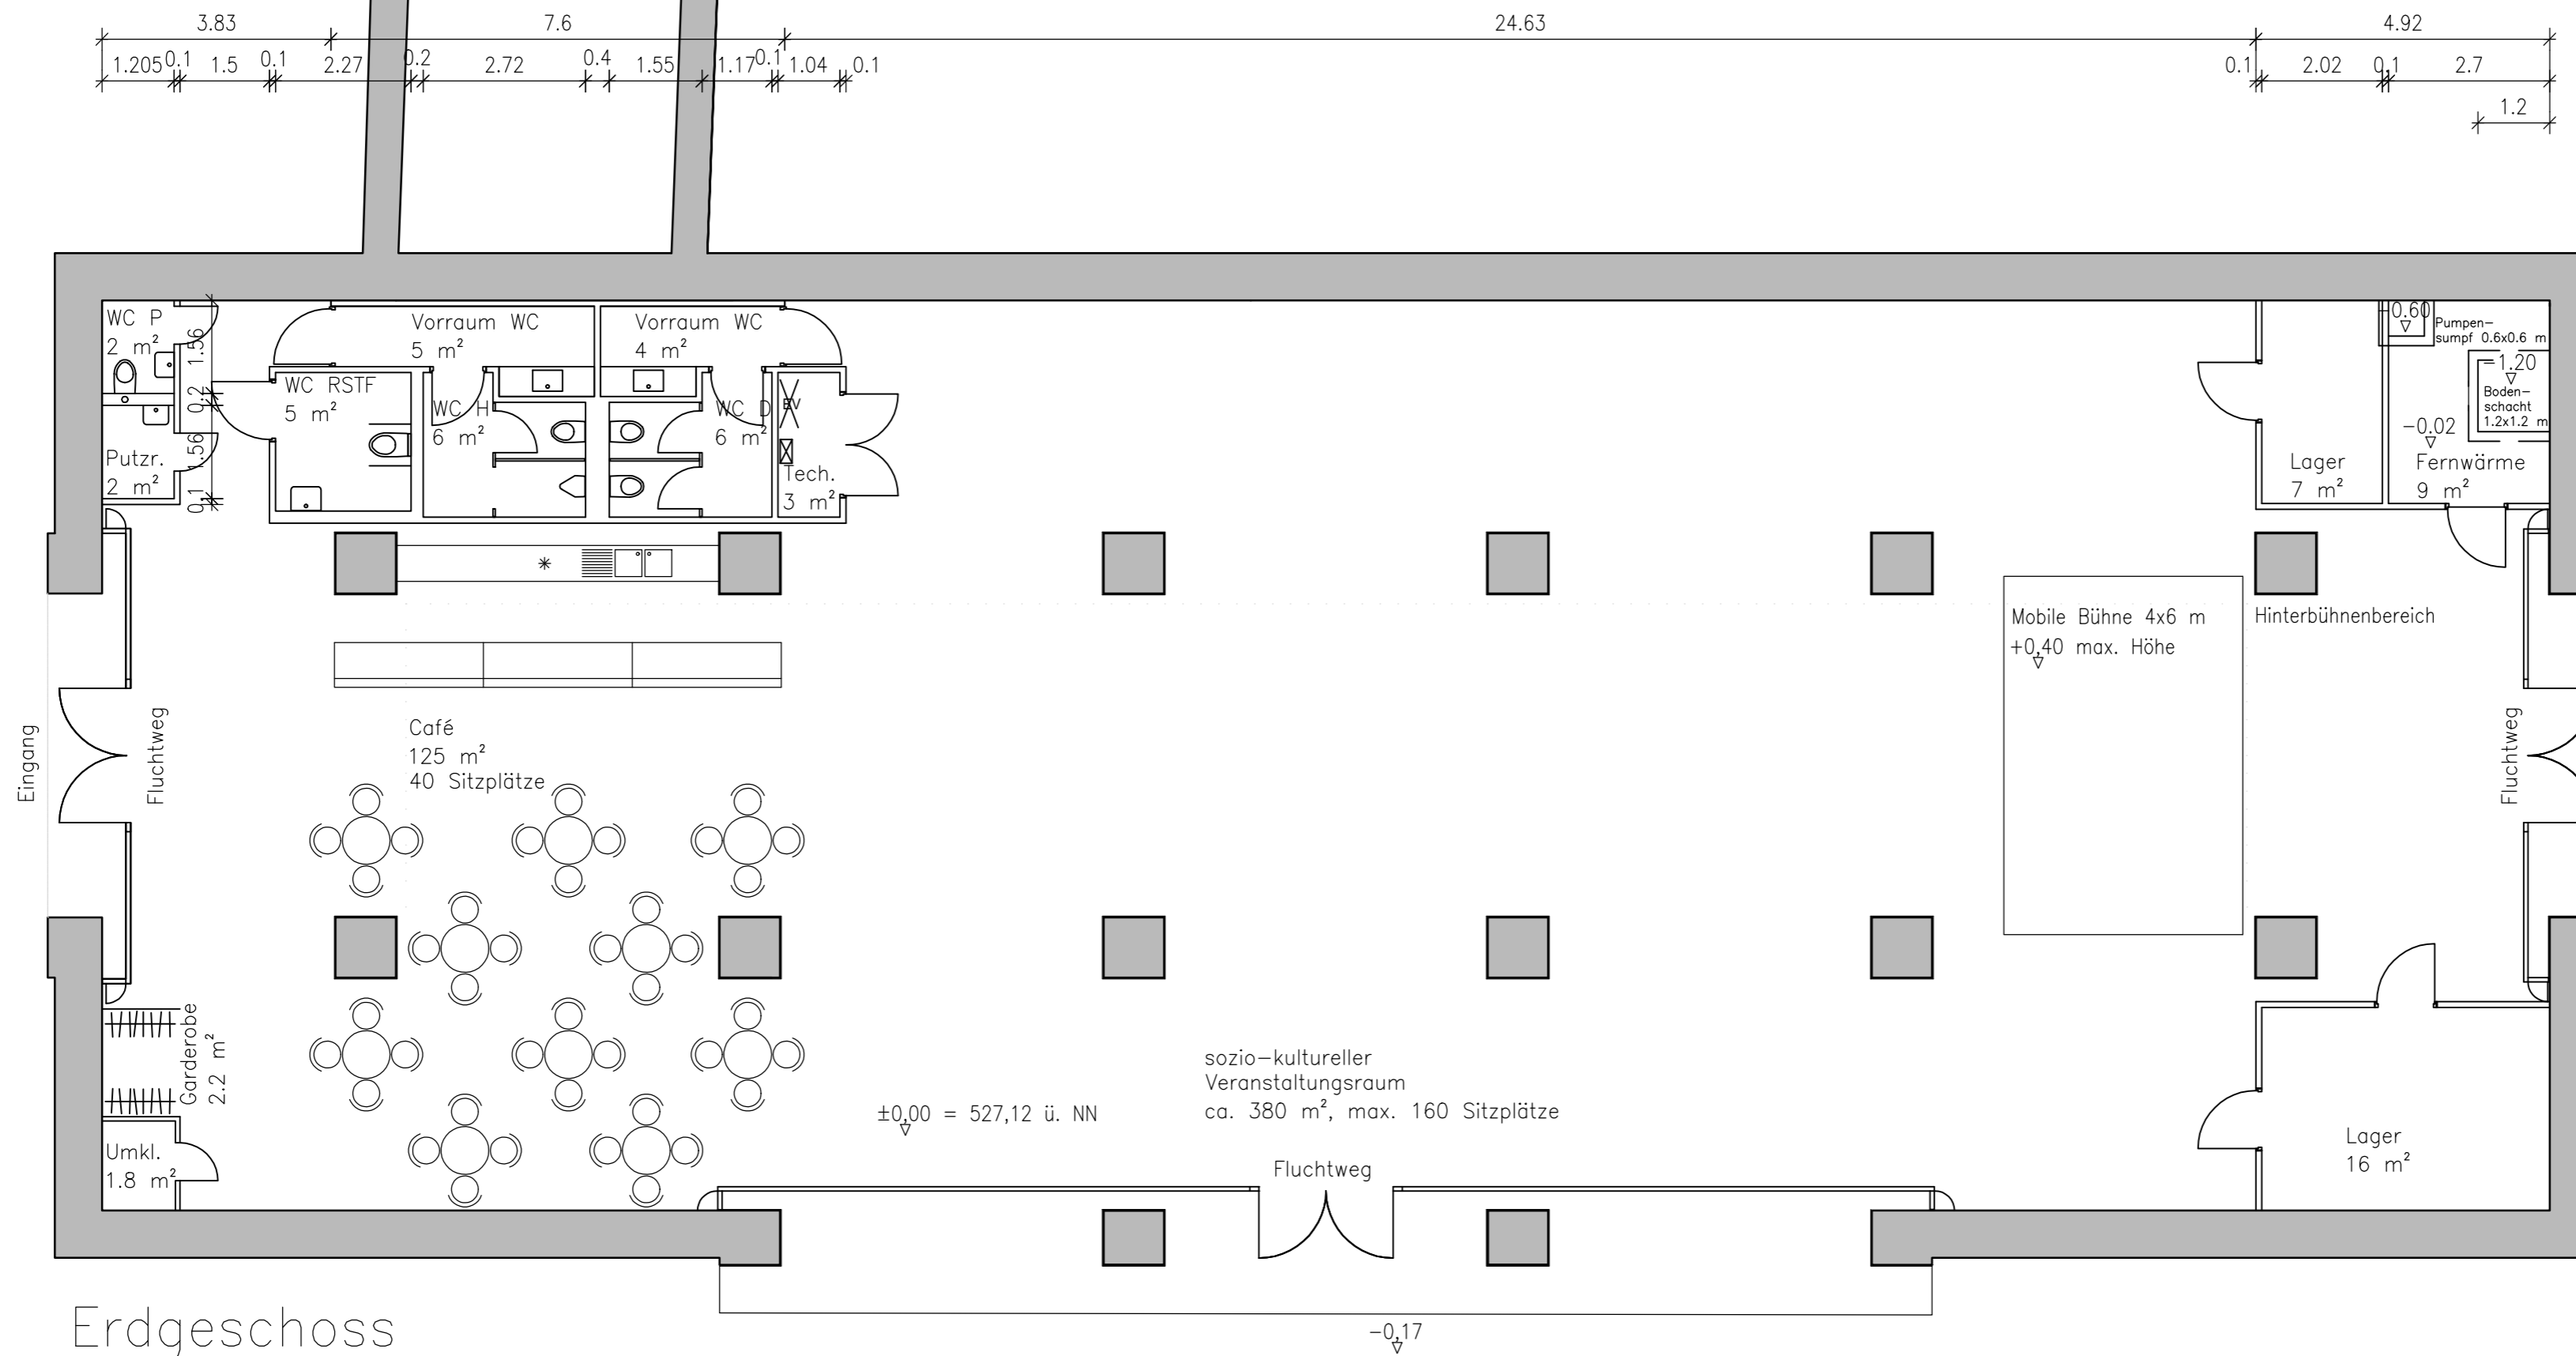 3.83 7.6 24.63 4.92
1.205 0.1 1.5 0.1 2.27 0.2 2.72 0.4 1.55 1.17 0.1 1.04 0.1 0.1 2.02 0.1 2.7
1.2
WC P
2 m²
1.56
0.2
1.56
0.1
Putzr.
2 m²
WC RSTF
5 m²
Vorraum WC
5 m²
Vorraum WC
4 m²
WC H
6 m²
WC D
6 m²
EV
Tech.
3 m²
Lager
7 m²
-0.60
Pumpen-
sumpf 0.6x0.6 m
-1.20
Boden-
schacht
1.2x1.2 m
-0.02
Fernwärme
9 m²
Mobile Bühne 4x6 m
+0,40 max. Höhe
Hinterbühnenbereich
Eingang
Fluchtweg
Café
125 m²
40 Sitzplätze
Fluchtweg
Garderobe
2.2 m²
Umkl.
1.8 m²
±0,00 = 527,12 ü. NN
sozio-kultureller
Veranstaltungsraum
ca. 380 m², max. 160 Sitzplätze
Fluchtweg
Lager
16 m²
Erdgeschoss
-0,17